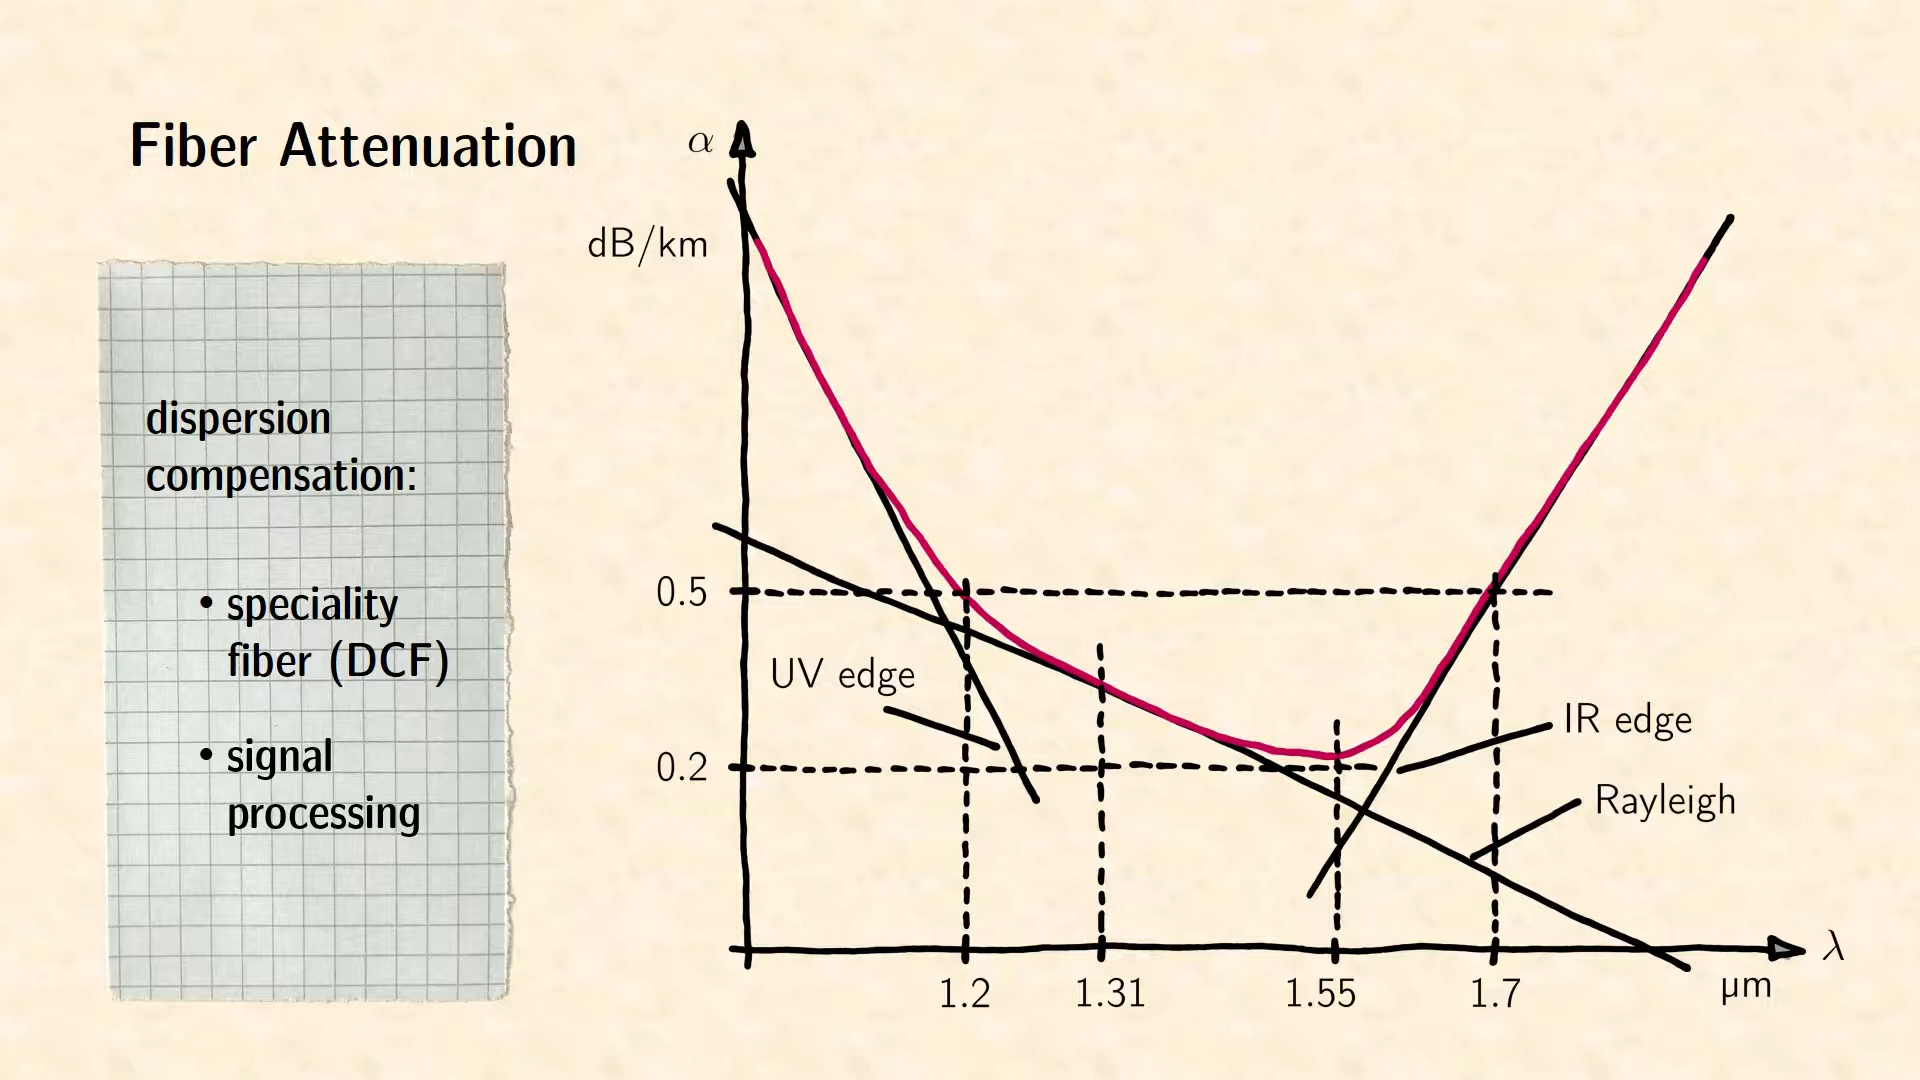 Fiber Attenuation
dispersion
compensation:
• speciality
fiber (DCF)
• signal
processing
α
dB/km
0.5
UV edge
0.2
IR edge
Rayleigh
λ
1.2 1.31 1.55 1.7 µm